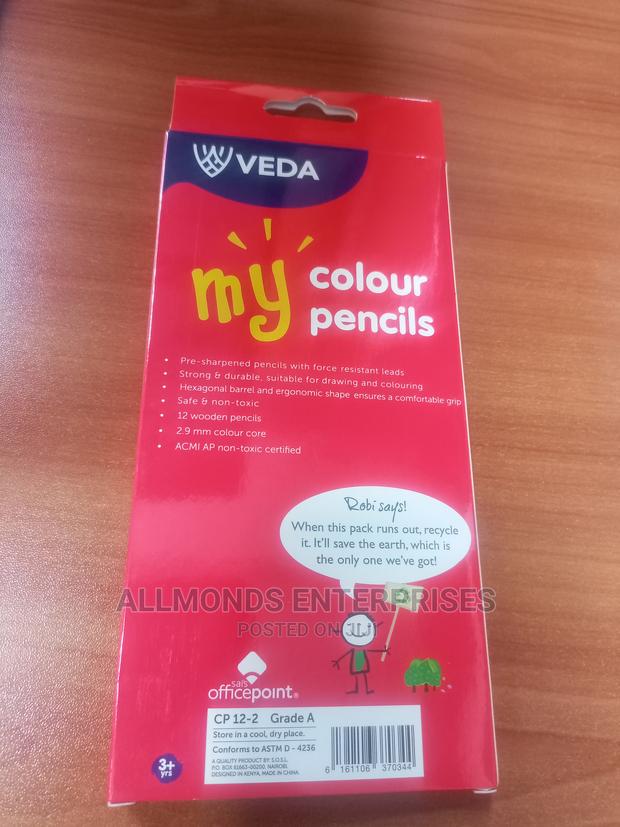 VEDA
my colour
pencils
• Pre-sharpened pencils with force resistant leads
• Strong & durable, suitable for drawing and colouring
• Hexagonal barrel and ergonomic shape ensures a comfortable grip
• Safe & non-toxic
• 12 wooden pencils
• 2.9 mm colour core
• ACMI AP non-toxic certified
Robi says!
When this pack runs out, recycle
it. It'll save the earth, which is
the only one we've got!
ALLMONDS ENTERPRISES
POSTED ON JiJi
sai's
officepoint®
CP 12-2 Grade A
Store in a cool, dry place.
Conforms to ASTM D - 4236
A QUALITY PRODUCT BY: S.O.S.L.
P.O. BOX 61663-00200, NAIROBI.
DESIGNED IN KENYA, MADE IN CHINA.
6 161106 370344
3+
yrs